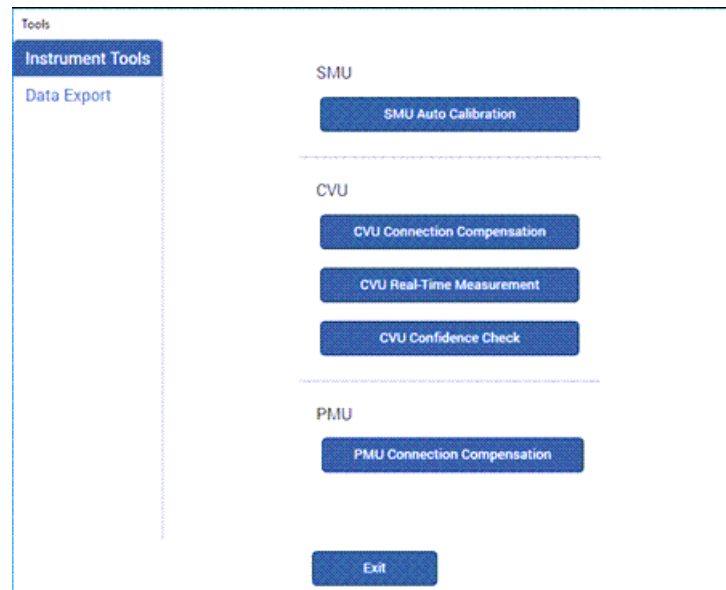 Tools
Instrument Tools
Data Export
SMU
SMU Auto Calibration
CVU
CVU Connection Compensation
CVU Real-Time Measurement
CVU Confidence Check
PMU
PMU Connection Compensation
Exit